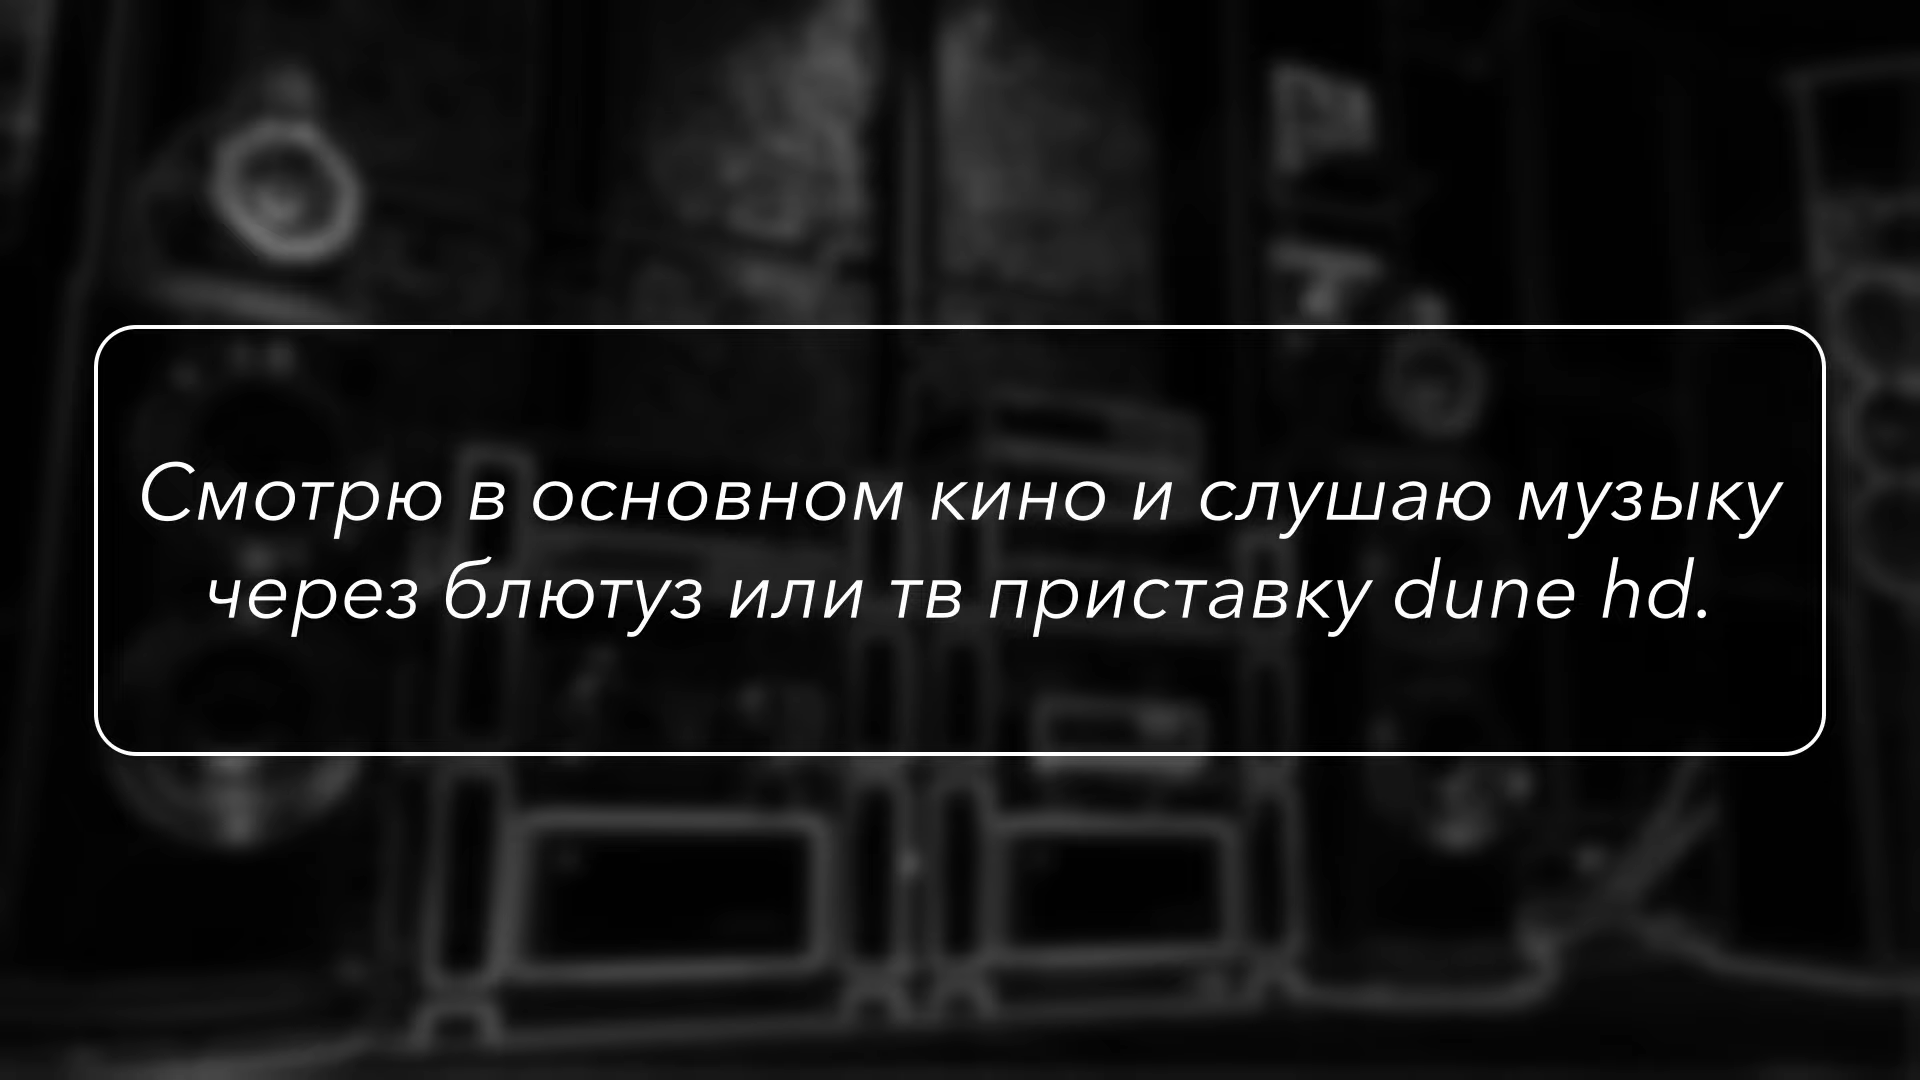 Смотрю в основном кино и слушаю музыку
через блютуз или тв приставку dune hd.